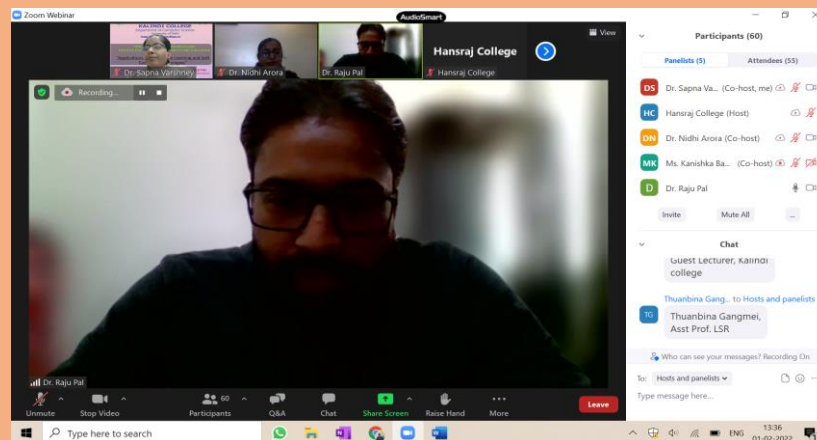 Zoom Webinar
AudioSmart
KALINDI COLLEGE
Dr. Sapna Varshney
Dr. Nidhi Arora
Dr. Raju Pal
Hansraj College
Hansraj College
View
Recording...
Dr. Raju Pal
Unmute
Stop Video
60
Participants
Q&A
Chat
Share Screen
Raise Hand
More
Leave
Participants (60)
Panelists (5)
Attendees (55)
DS Dr. Sapna Va... (Co-host, me)
HC Hansraj College (Host)
DN Dr. Nidhi Arora (Co-host)
MK Ms. Kanishka Ba... (Co-host)
D Dr. Raju Pal
Invite
Mute All
...
Chat
Guest Lecturer, Kalindi
college
Thuanbina Gang... to Hosts and panelists
TG
Thuanbina Gangmei,
Asst Prof. LSR
Who can see your messages? Recording On
To: Hosts and panelists
Type message here...
Type here to search
ENG
13:36
01-02-2022